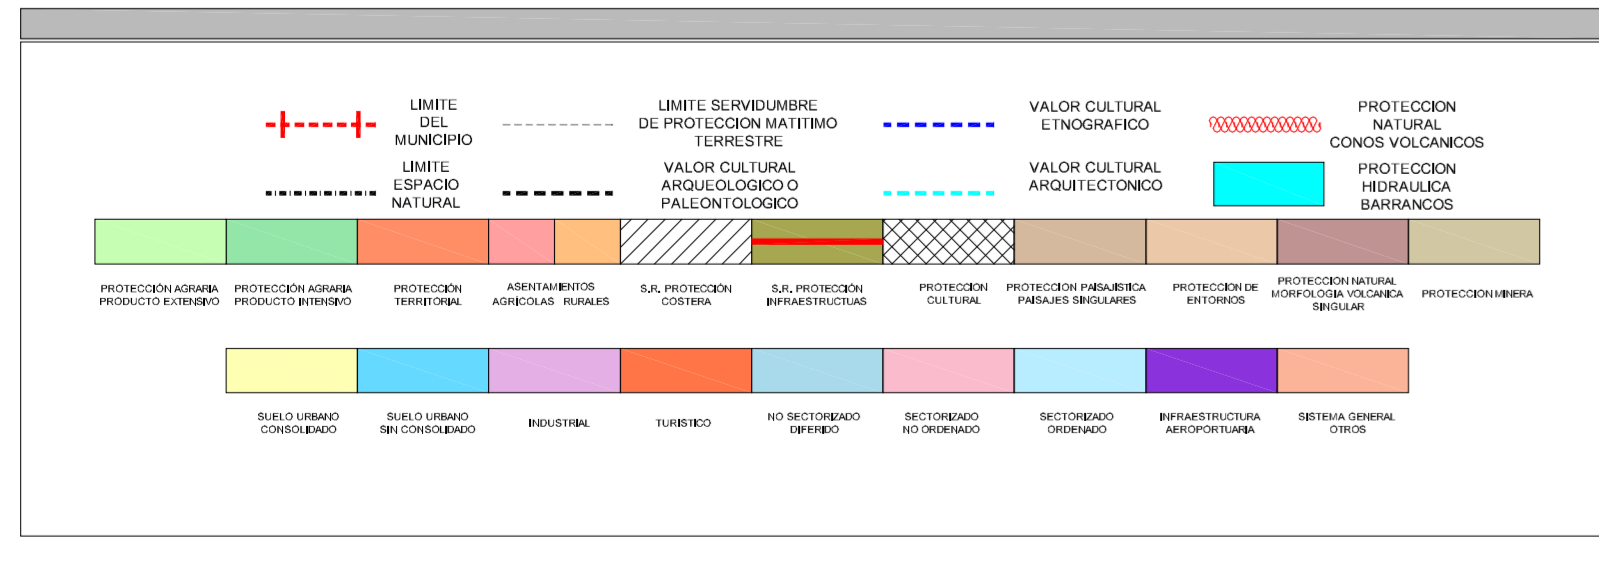 LIMITE
DEL
MUNICIPIO
LIMITE SERVIDUMBRE
DE PROTECCION MATITIMO
TERRESTRE
VALOR CULTURAL
ETNOGRAFICO
PROTECCION
NATURAL
CONOS VOLCANICOS
LIMITE
ESPACIO
NATURAL
VALOR CULTURAL
ARQUEOLOGICO O
PALEONTOLOGICO
VALOR CULTURAL
ARQUITECTONICO
PROTECCION
HIDRAULICA
BARRANCOS
PROTECCIÓN AGRARIA
PRODUCTO EXTENSIVO
PROTECCIÓN AGRARIA
PRODUCTO INTENSIVO
PROTECCIÓN
TERRITORIAL
ASENTAMIENTOS
AGRÍCOLAS RURALES
S.R. PROTECCIÓN
COSTERA
S.R. PROTECCIÓN
INFRAESTRUCTUAS
PROTECCION
CULTURAL
PROTECCION PAISAJISTICA
PAISAJES SINGULARES
PROTECCION DE
ENTORNOS
PROTECCION NATURAL
MORFOLOGIA VOLCANICA
SINGULAR
PROTECCION MINERA
SUELO URBANO
CONSOLIDADO
SUELO URBANO
SIN CONSOLIDADO
INDUSTRIAL
TURISTICO
NO SECTORIZADO
DIFERIDO
SECTORIZADO
NO ORDENADO
SECTORIZADO
ORDENADO
INFRAESTRUCTURA
AEROPORTUARIA
SISTEMA GENERAL
OTROS